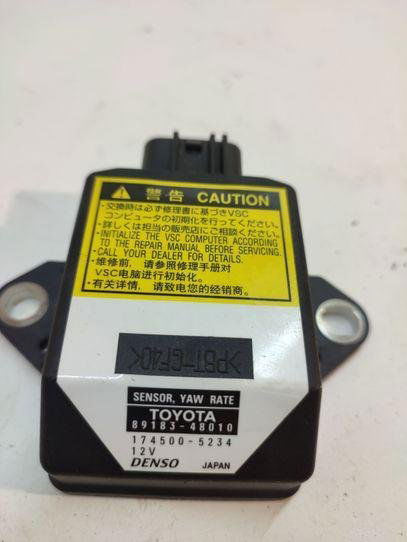 警告 CAUTION
・交換時は必ず修理書に基づきVSC
コンピュータの初期化を行ってください。
・詳しくは担当の販売店にご相談ください。
・INITIALIZE THE VSC COMPUTER ACCORDING
TO THE REPAIR MANUAL BEFORE SERVICING.
・CALL YOUR DEALER FOR DETAILS.
・维修前，请参照修理手册对
VSC电脑进行初始化。
・有关详情，请致电您的经销商。
>PBT-GF40<
SENSOR, YAW RATE
TOYOTA
89183-48010
174500-5234
12V
DENSO JAPAN